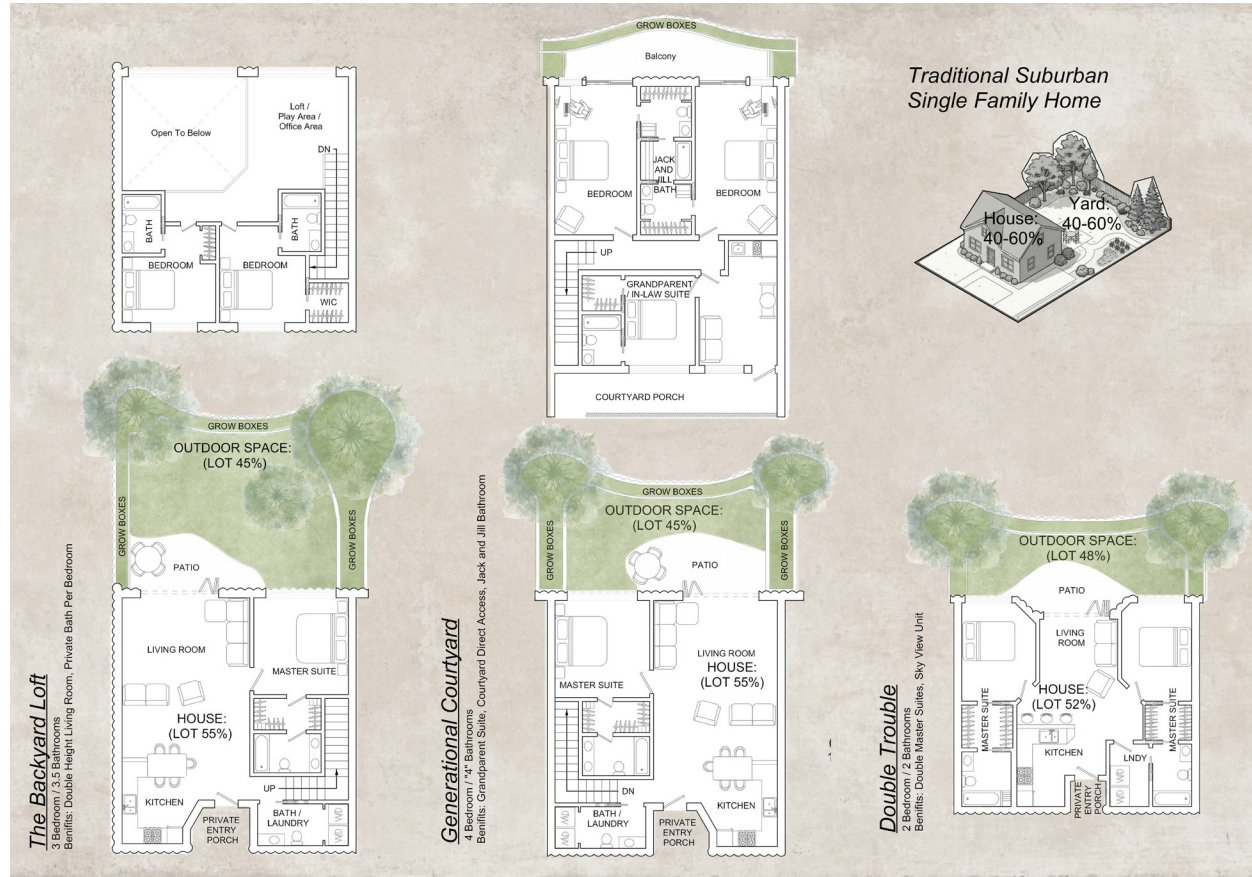 GROW BOXES
Balcony
BEDROOM
JACK
AND
JILL
BATH
BEDROOM
UP
GRANDPARENT
/ IN-LAW SUITE
COURTYARD PORCH
Traditional Suburban
Single Family Home
House:
40-60%
Yard:
40-60%
Loft /
Play Area /
Office Area
Open To Below
DN
BATH
BATH
BEDROOM
BEDROOM
WIC
The Backyard Loft
3 Bedroom / 3.5 Bathrooms
Benifits: Double Height Living Room, Private Bath Per Bedroom
GROW BOXES
OUTDOOR SPACE:
(LOT 45%)
GROW BOXES
GROW BOXES
PATIO
LIVING ROOM
MASTER SUITE
HOUSE:
(LOT 55%)
UP
KITCHEN
BATH /
LAUNDRY
W/D
W/D
PRIVATE
ENTRY
PORCH
Generational Courtyard
4 Bedroom / "4" Bathrooms
Benifits: Grandparent Suite, Courtyard Direct Access, Jack and Jill Bathroom
GROW BOXES
OUTDOOR SPACE:
(LOT 45%)
GROW BOXES
GROW BOXES
PATIO
LIVING ROOM
HOUSE:
(LOT 55%)
MASTER SUITE
DN
W/D
W/D
BATH /
LAUNDRY
PRIVATE
ENTRY
PORCH
KITCHEN
Double Trouble
2 Bedroom / 2 Bathrooms
Benifits: Double Master Suites, Sky View Unit
OUTDOOR SPACE:
(LOT 48%)
PATIO
LIVING
ROOM
HOUSE:
(LOT 52%)
MASTER SUITE
MASTER SUITE
KITCHEN
LNDY
W/D
W/D
PRIVATE
ENTRY
PORCH